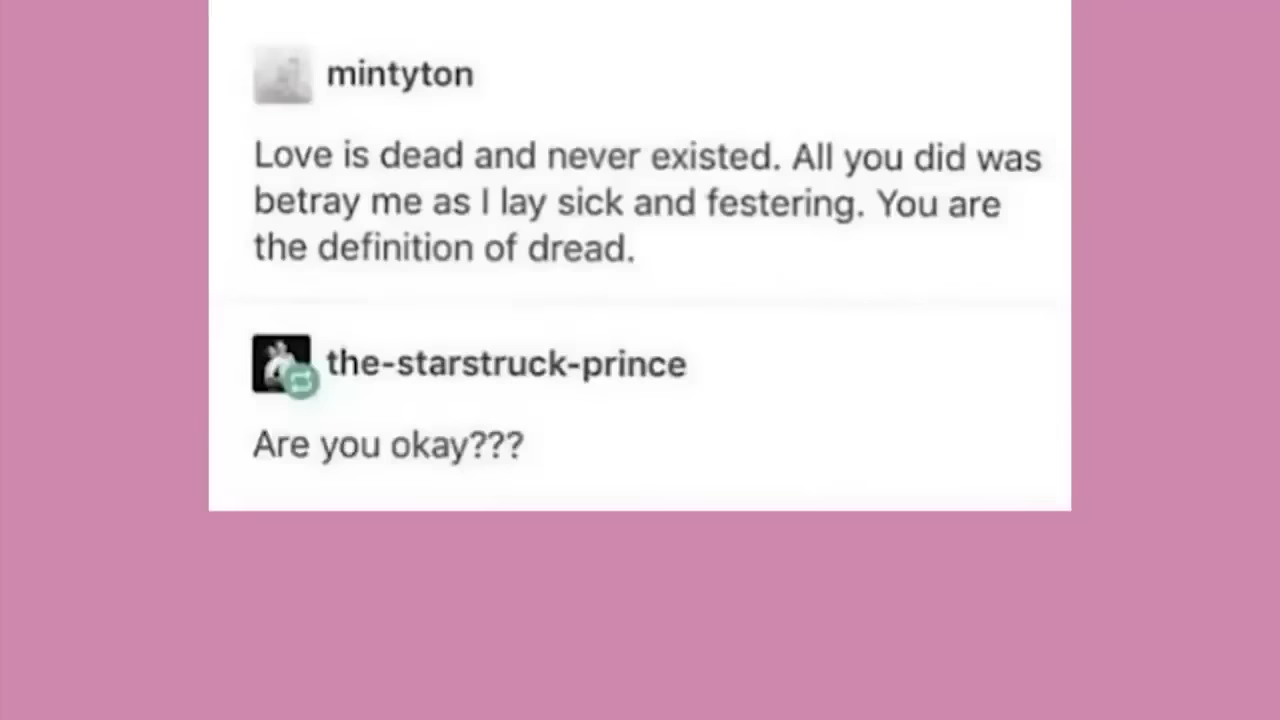 mintyton
Love is dead and never existed. All you did was
betray me as I lay sick and festering. You are
the definition of dread.
the-starstruck-prince
Are you okay???